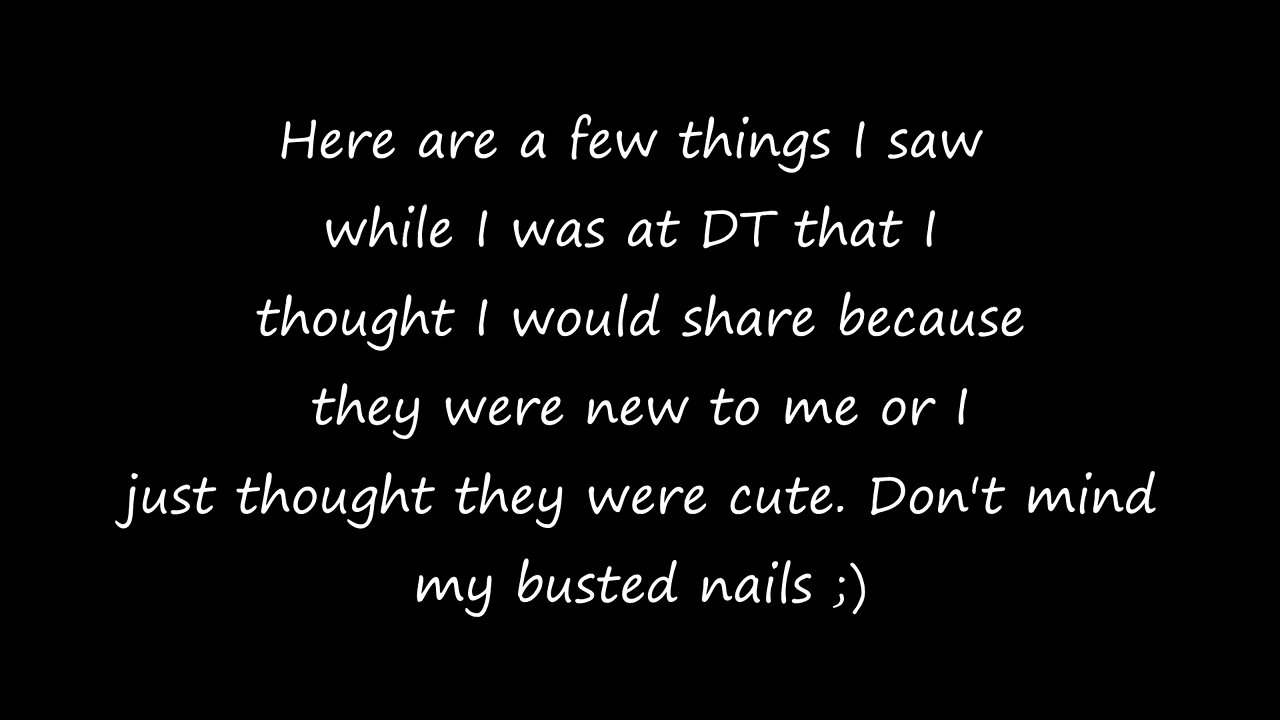 Here are a few things I saw
while I was at DT that I
thought I would share because
they were new to me or I
just thought they were cute. Don't mind
my busted nails ;)